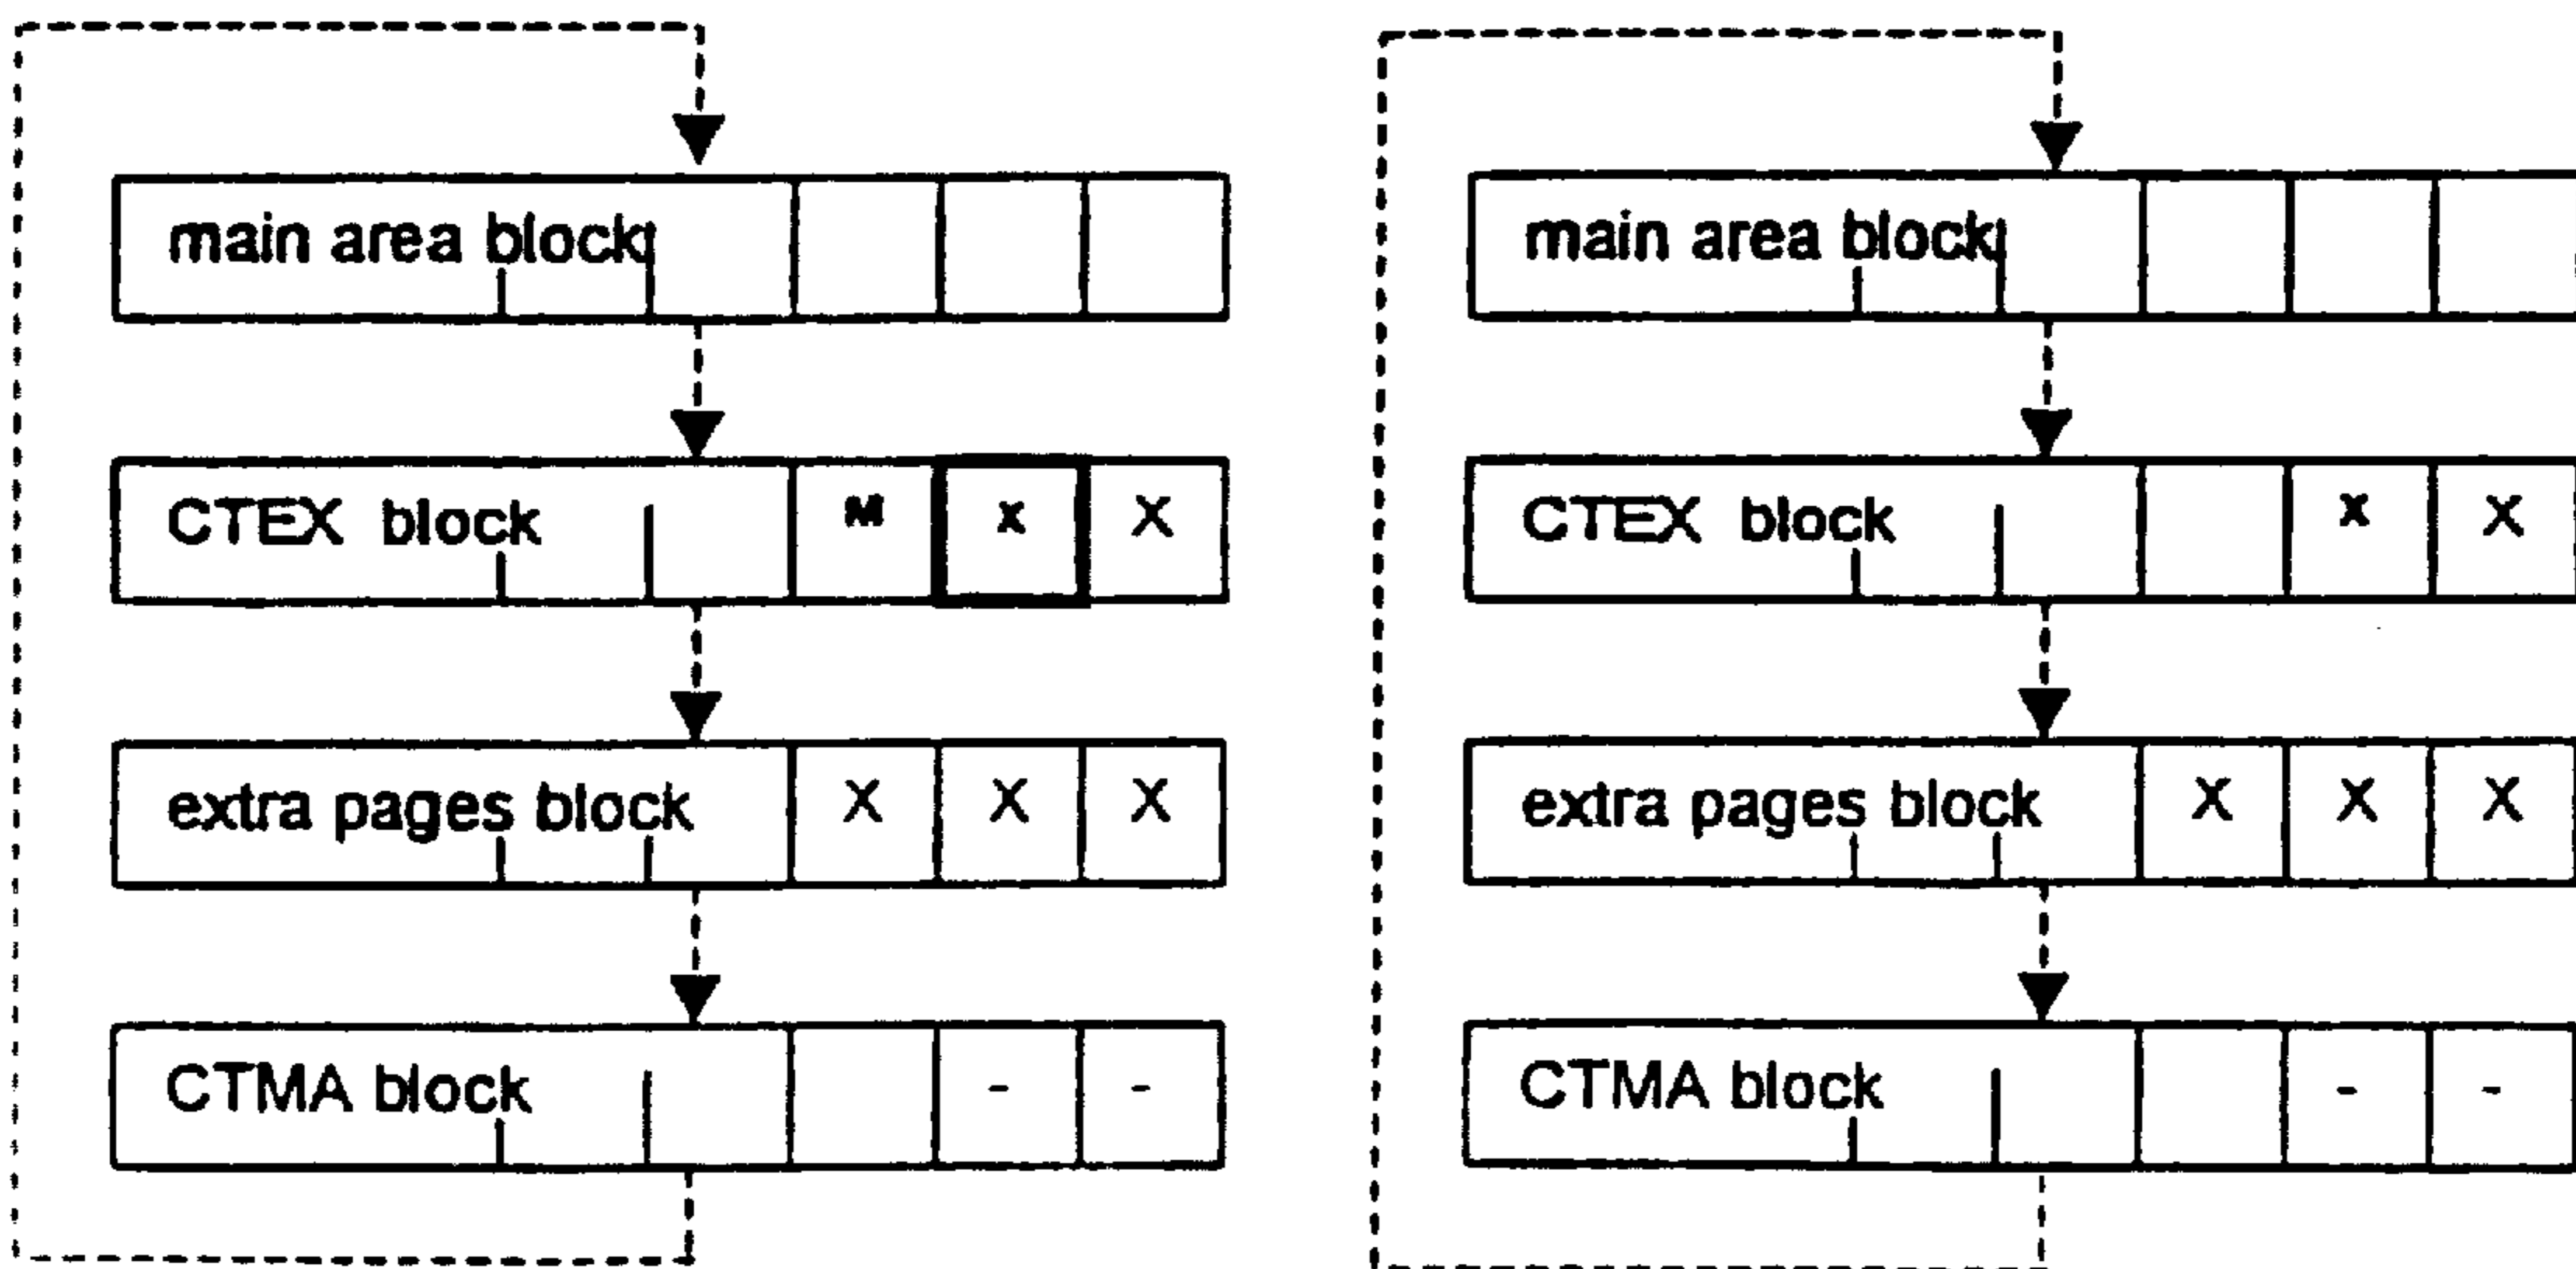 main area block
CTEX block M x X
extra pages block X X X
CTMA block - -
main area block
CTEX block x X
extra pages block X X X
CTMA block - -